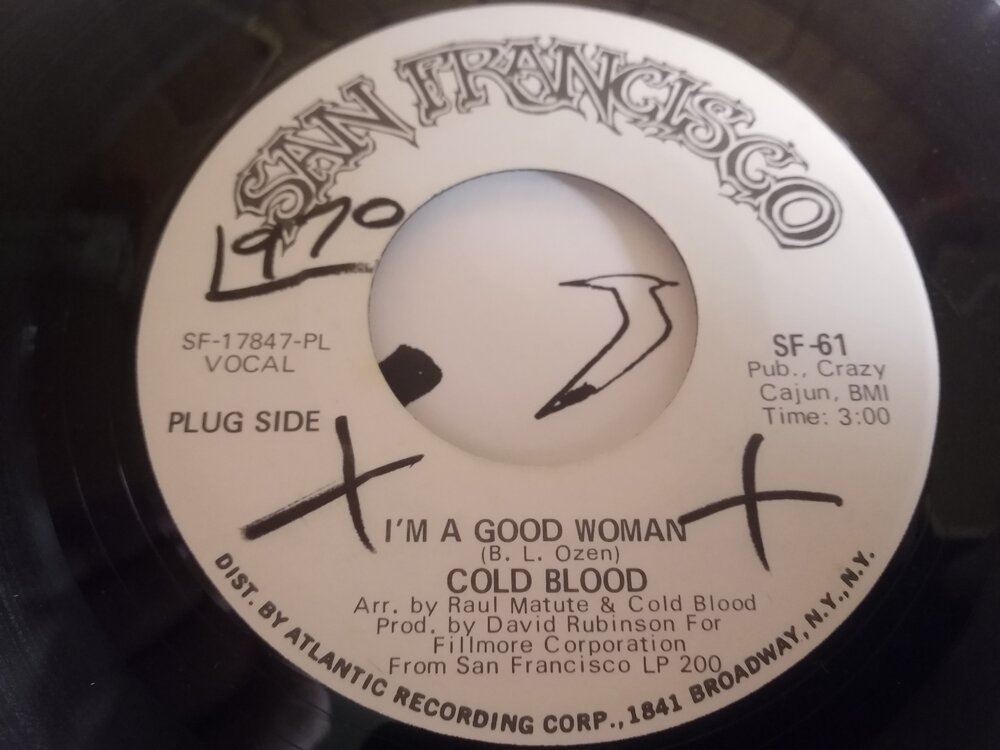 SAN FRANCISCO
1970
SF-17847-PL
VOCAL
PLUG SIDE
SF-61
Pub., Crazy
Cajun, BMI
Time: 3:00
I'M A GOOD WOMAN
(B. L. Ozen)
COLD BLOOD
Arr. by Raul Matute & Cold Blood
Prod. by David Rubinson For
Fillmore Corporation
From San Francisco LP 200
DIST. BY ATLANTIC RECORDING CORP., 1841 BROADWAY, N.Y., N.Y.